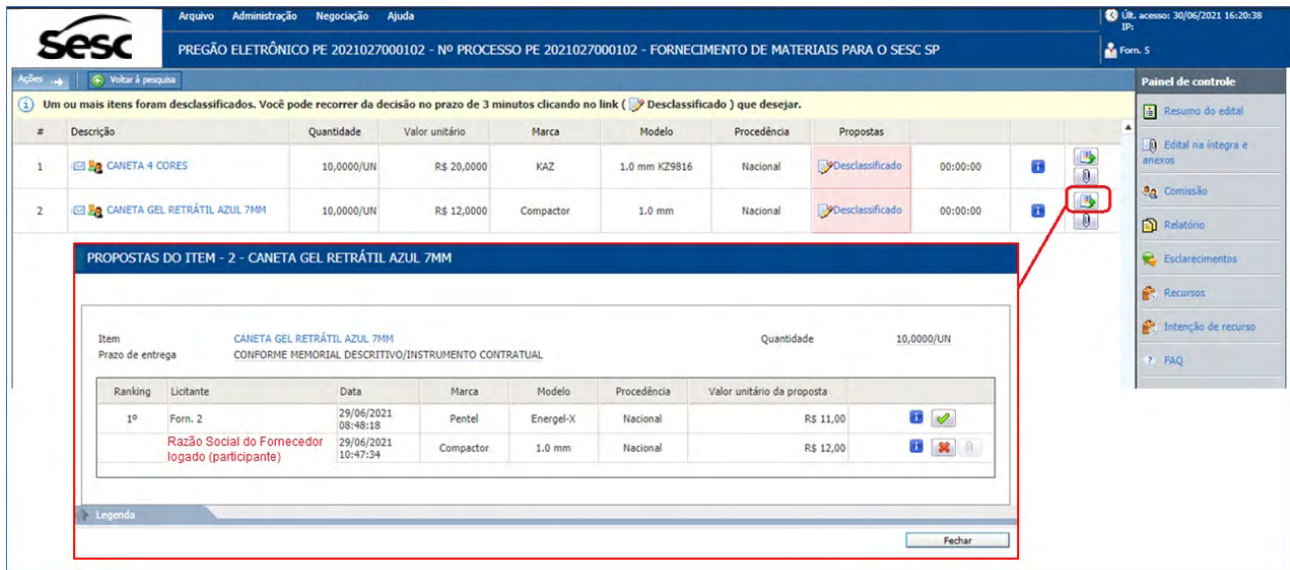 Sesc
Arquivo Administração Negociação Ajuda
Últ. acesso: 30/06/2021 16:20:38
IP:
PREGÃO ELETRÔNICO PE 2021027000102 - Nº PROCESSO PE 2021027000102 - FORNECIMENTO DE MATERIAIS PARA O SESC SP
Forn. 5
Ações Voltar à pesquisa
Painel de controle
Um ou mais itens foram desclassificados. Você pode recorrer da decisão no prazo de 3 minutos clicando no link ( Desclassificado ) que desejar.
Resumo do edital
# Descrição Quantidade Valor unitário Marca Modelo Procedência Propostas
Edital na íntegra e
anexos
1 CANETA 4 CORES 10,0000/UN R$ 20,0000 KAZ 1.0 mm KZ9816 Nacional Desclassificado 00:00:00
Comissão
2 CANETA GEL RETRÁTIL AZUL 7MM 10,0000/UN R$ 12,0000 Compactor 1.0 mm Nacional Desclassificado 00:00:00
Relatório
Esclarecimentos
Recursos
Intenção de recurso
FAQ
PROPOSTAS DO ITEM - 2 - CANETA GEL RETRÁTIL AZUL 7MM
Item CANETA GEL RETRÁTIL AZUL 7MM Quantidade 10,0000/UN
Prazo de entrega CONFORME MEMORIAL DESCRITIVO/INSTRUMENTO CONTRATUAL
Ranking Licitante Data Marca Modelo Procedência Valor unitário da proposta
1º Forn. 2 29/06/2021 08:48:18 Pentel Energel-X Nacional R$ 11,00
Razão Social do Fornecedor
logado (participante)
29/06/2021 10:47:34 Compactor 1.0 mm Nacional R$ 12,00
Legenda
Fechar